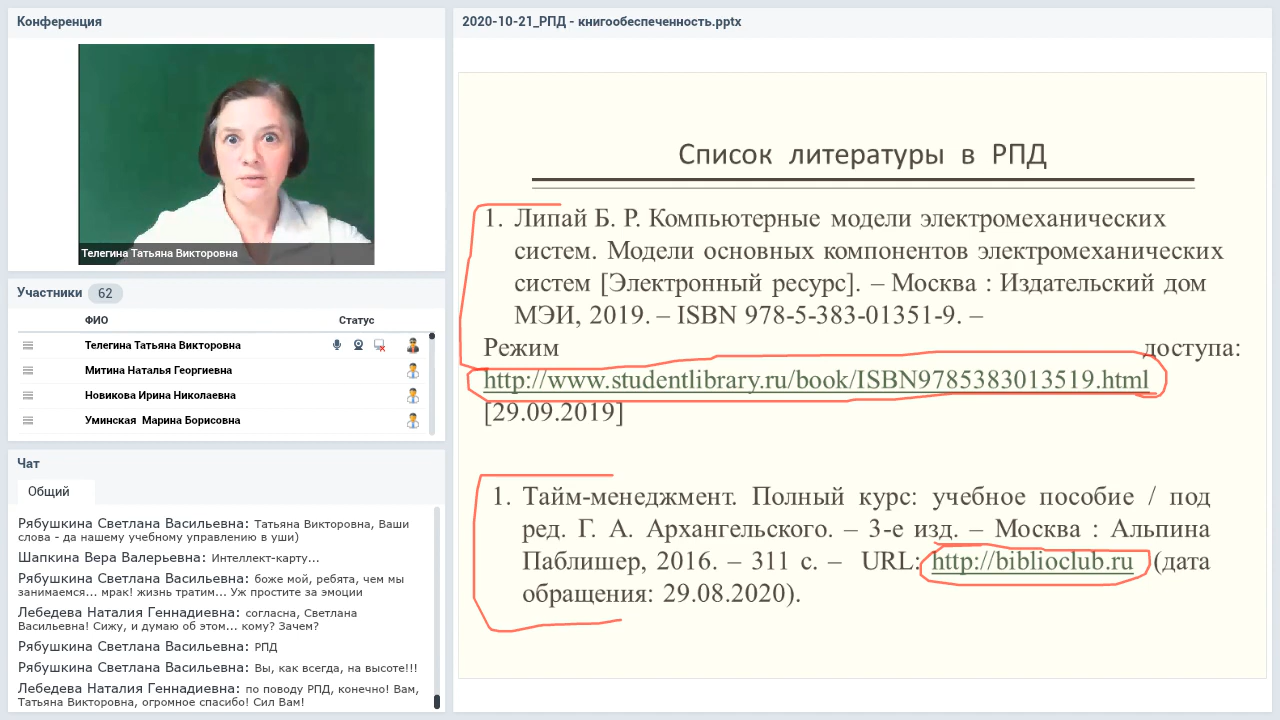 Конференция
Телегина Татьяна Викторовна
Участники 62
ФИО Статус
Телегина Татьяна Викторовна
Митина Наталья Георгиевна
Новикова Ирина Николаевна
Уминская Марина Борисовна
Чат
Общий
Рябушкина Светлана Васильевна: Татьяна Викторовна, Ваши
слова - да нашему учебному управлению в уши)
Шапкина Вера Валерьевна: Интеллект-карту...
Рябушкина Светлана Васильевна: боже мой, ребята, чем мы
занимаемся... мрак! жизнь тратим... Уж простите за эмоции
Лебедева Наталия Геннадиевна: согласна, Светлана
Васильевна! Сижу, и думаю об этом... кому? Зачем?
Рябушкина Светлана Васильевна: РПД
Рябушкина Светлана Васильевна: Вы, как всегда, на высоте!!!
Лебедева Наталия Геннадиевна: по поводу РПД, конечно! Вам,
Татьяна Викторовна, огромное спасибо! Сил Вам!
2020-10-21_РПД - книгообеспеченность.pptx
Список литературы в РПД
1. Липай Б. Р. Компьютерные модели электромеханических
систем. Модели основных компонентов электромеханических
систем [Электронный ресурс]. – Москва : Издательский дом
МЭИ, 2019. – ISBN 978-5-383-01351-9. –
Режим доступа:
http://www.studentlibrary.ru/book/ISBN9785383013519.html
[29.09.2019]
1. Тайм-менеджмент. Полный курс: учебное пособие / под
ред. Г. А. Архангельского. – 3-е изд. – Москва : Альпина
Паблишер, 2016. – 311 с. – URL: http://biblioclub.ru (дата
обращения: 29.08.2020).